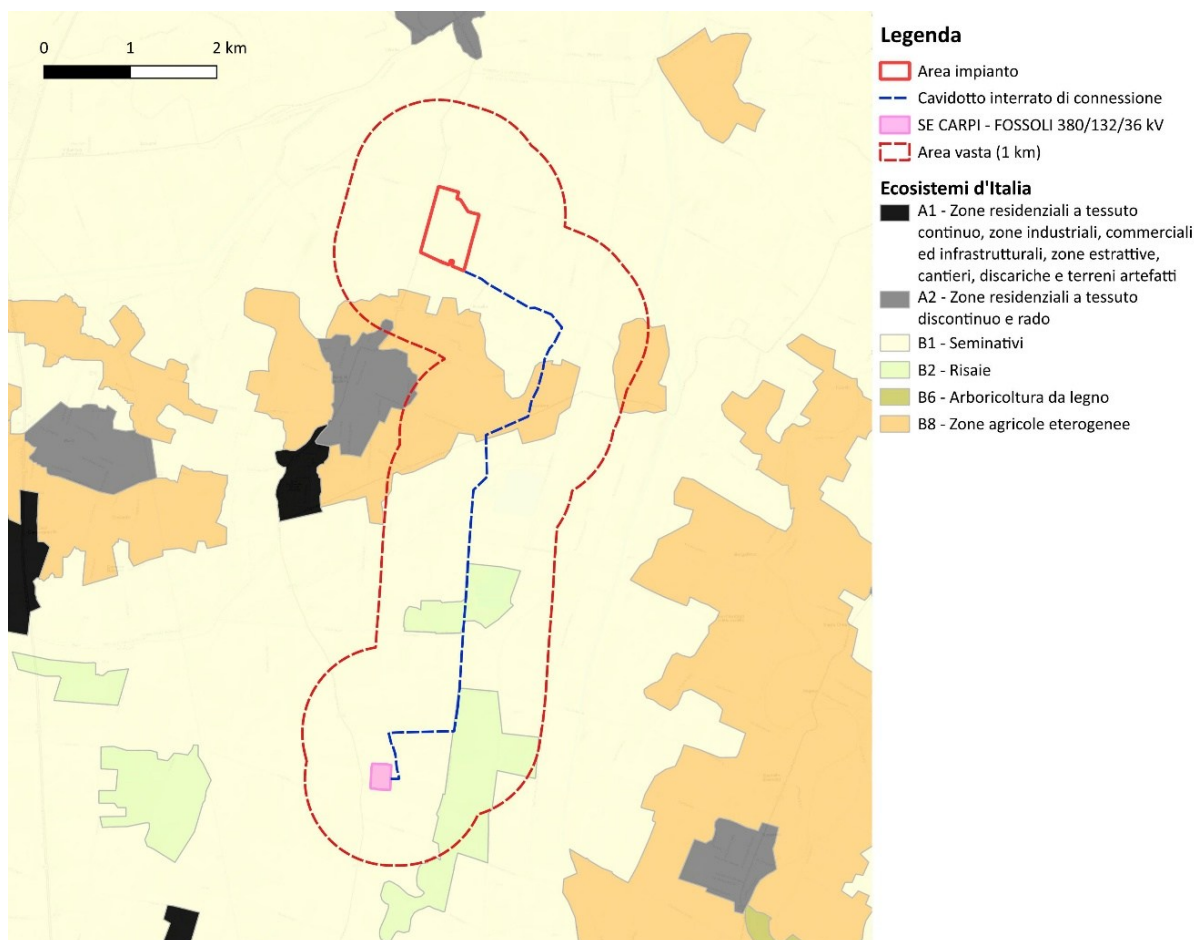 0 1 2 km
Legenda
Area impianto
Cavidotto interrato di connessione
SE CARPI - FOSSOLI 380/132/36 kV
Area vasta (1 km)
Ecosistemi d'Italia
A1 - Zone residenziali a tessuto
continuo, zone industriali, commerciali
ed infrastrutturali, zone estrattive,
cantieri, discariche e terreni artefatti
A2 - Zone residenziali a tessuto
discontinuo e rado
B1 - Seminativi
B2 - Risaie
B6 - Arboricoltura da legno
B8 - Zone agricole eterogenee